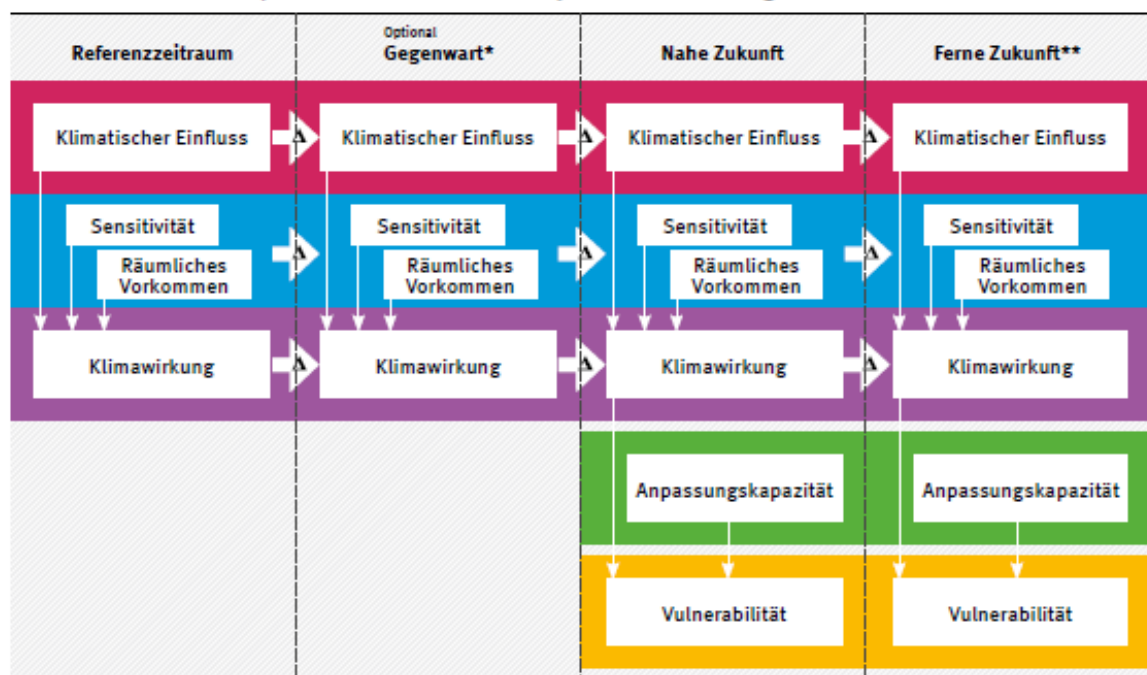 Optional
Referenzzeitraum Gegenwart* Nahe Zukunft Ferne Zukunft**
Klimatischer Einfluss Δ Klimatischer Einfluss Δ Klimatischer Einfluss Δ Klimatischer Einfluss
Sensitivität Sensitivität Sensitivität Sensitivität
Δ Δ Δ
Räumliches Räumliches Räumliches Räumliches
Vorkommen Vorkommen Vorkommen Vorkommen
Klimawirkung Δ Klimawirkung Δ Klimawirkung Δ Klimawirkung
Anpassungskapazität Anpassungskapazität
Vulnerabilität Vulnerabilität